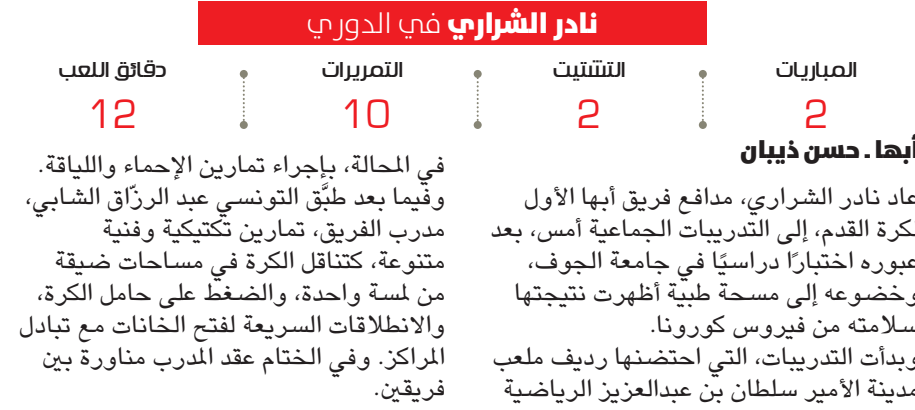 نادر الشراري في الدوري
المباريات
2
التشتيت
2
التمريرات
10
دقائق اللعب
12
أبها . حسن ذيبان
عاد نادر الشراري، مدافع فريق أبها الأول
لكرة القدم، إلى التدريبات الجماعية أمس، بعد
عبوره اختبارًا دراسيًا في جامعة الجوف،
وخضوعه إلى مسحة طبية أظهرت نتيجتها
سلامته من فيروس كورونا.
وبدأت التدريبات، التي احتضنها رديف ملعب
مدينة الأمير سلطان بن عبدالعزيز الرياضية
في المحالة، بإجراء تمارين الإحماء واللياقة.
وفيما بعد طبَّق التونسي عبد الرزّاق الشابي،
مدرب الفريق، تمارين تكتيكية وفنية
متنوعة، كتناقل الكرة في مساحات ضيقة
من لمسة واحدة، والضغط على حامل الكرة،
والانطلاقات السريعة لفتح الخانات مع تبادل
المراكز. وفي الختام عقد المدرب مناورة بين
فريقين.